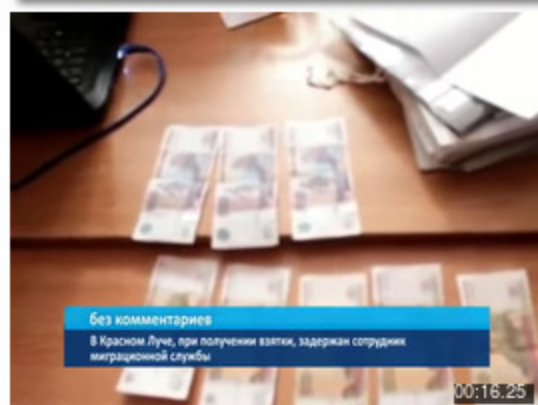 без комментариев
В Красном Луче, при получении взятки, задержан сотрудник
миграционной службы
00:16:25